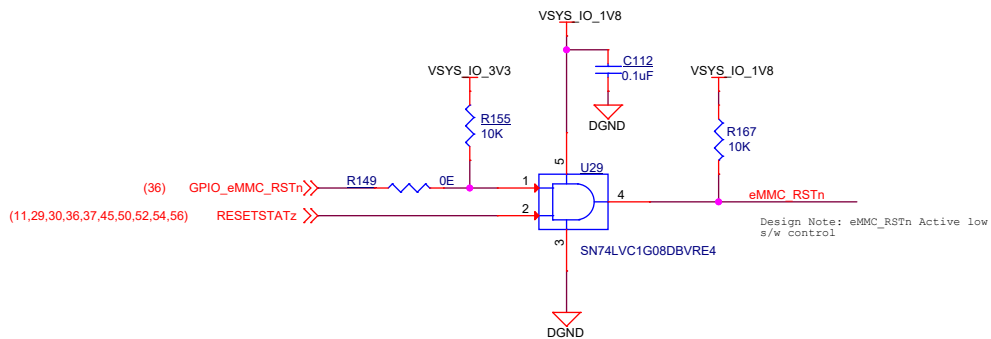 VSYS_IO_1V8
C112
0.1uF
DGND
VSYS_IO_3V3
R155
10K
VSYS_IO_1V8
R167
10K
5
U29
(36) GPIO_eMMC_RSTn
R149 0E
1
4
eMMC_RSTn
(11,29,30,36,37,45,50,52,54,56) RESETSTATz
2
3
SN74LVC1G08DBVRE4
Design Note: eMMC_RSTn Active low
s/w control
DGND